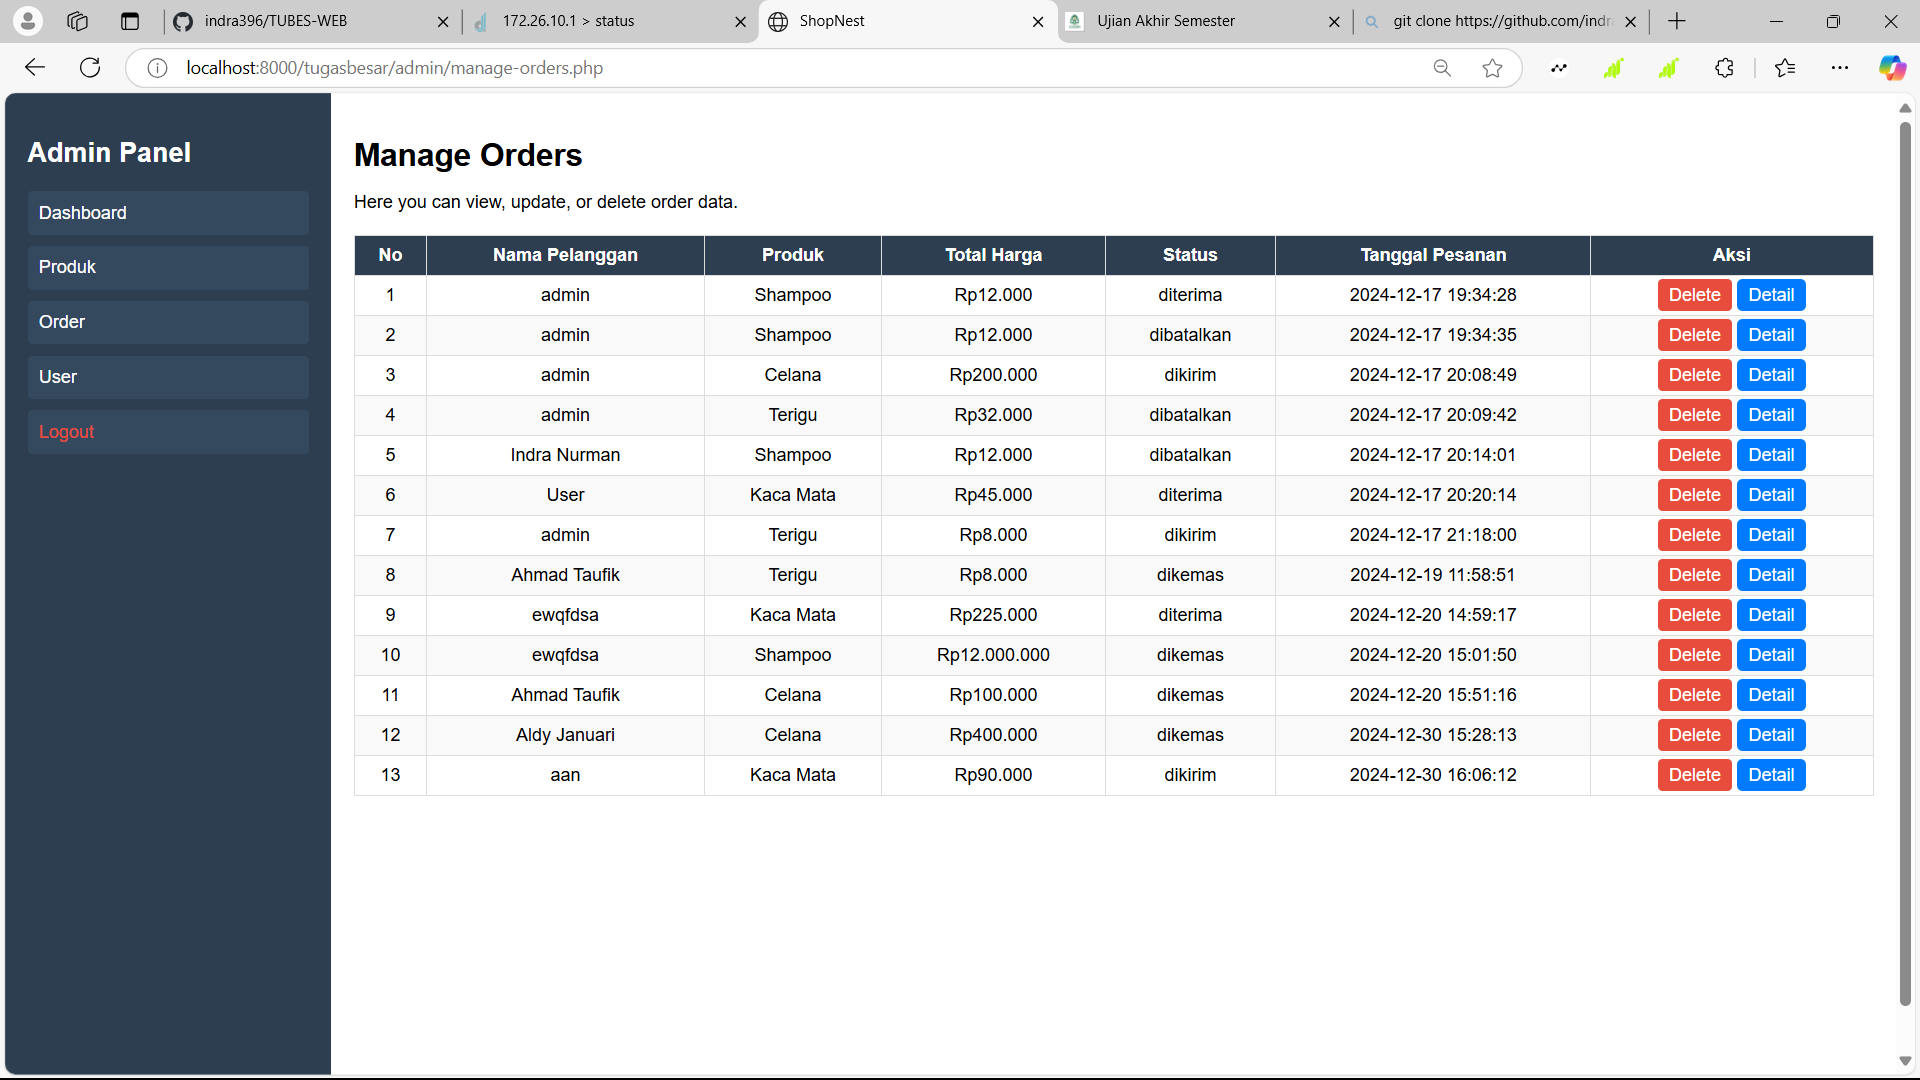 indra396/TUBES-WEB
172.26.10.1 > status
ShopNest
Ujian Akhir Semester
git clone https://github.com/indr
localhost:8000/tugasbesar/admin/manage-orders.php
Admin Panel
Dashboard
Produk
Order
User
Logout
Manage Orders
Here you can view, update, or delete order data.
No Nama Pelanggan Produk Total Harga Status Tanggal Pesanan Aksi
1 admin Shampoo Rp12.000 diterima 2024-12-17 19:34:28 Delete Detail
2 admin Shampoo Rp12.000 dibatalkan 2024-12-17 19:34:35 Delete Detail
3 admin Celana Rp200.000 dikirim 2024-12-17 20:08:49 Delete Detail
4 admin Terigu Rp32.000 dibatalkan 2024-12-17 20:09:42 Delete Detail
5 Indra Nurman Shampoo Rp12.000 dibatalkan 2024-12-17 20:14:01 Delete Detail
6 User Kaca Mata Rp45.000 diterima 2024-12-17 20:20:14 Delete Detail
7 admin Terigu Rp8.000 dikirim 2024-12-17 21:18:00 Delete Detail
8 Ahmad Taufik Terigu Rp8.000 dikemas 2024-12-19 11:58:51 Delete Detail
9 ewqfdsa Kaca Mata Rp225.000 diterima 2024-12-20 14:59:17 Delete Detail
10 ewqfdsa Shampoo Rp12.000.000 dikemas 2024-12-20 15:01:50 Delete Detail
11 Ahmad Taufik Celana Rp100.000 dikemas 2024-12-20 15:51:16 Delete Detail
12 Aldy Januari Celana Rp400.000 dikemas 2024-12-30 15:28:13 Delete Detail
13 aan Kaca Mata Rp90.000 dikirim 2024-12-30 16:06:12 Delete Detail